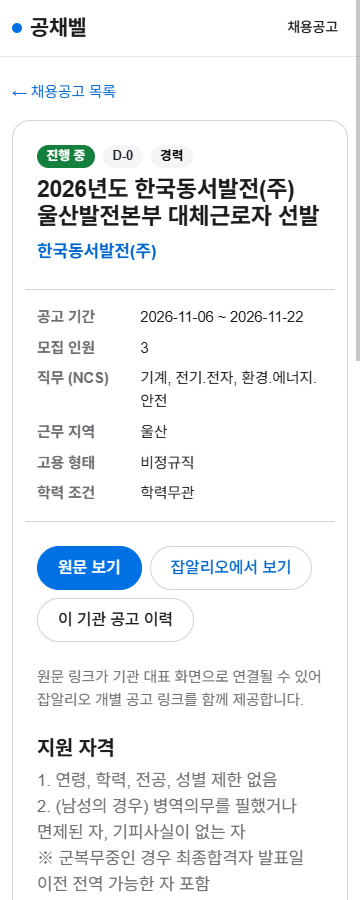 공채벨
채용공고
← 채용공고 목록
진행 중
D-0
경력
2026년도 한국동서발전(주)
울산발전본부 대체근로자 선발
한국동서발전(주)
공고 기간
2026-11-06 ~ 2026-11-22
모집 인원
3
직무 (NCS)
기계, 전기.전자, 환경.에너지.
안전
근무 지역
울산
고용 형태
비정규직
학력 조건
학력무관
원문 보기
잡알리오에서 보기
이 기관 공고 이력
원문 링크가 기관 대표 화면으로 연결될 수 있어
잡알리오 개별 공고 링크를 함께 제공합니다.
지원 자격
1. 연령, 학력, 전공, 성별 제한 없음
2. (남성의 경우) 병역의무를 필했거나
면제된 자, 기피사실이 없는 자
※ 군복무중인 경우 최종합격자 발표일
이전 전역 가능한 자 포함